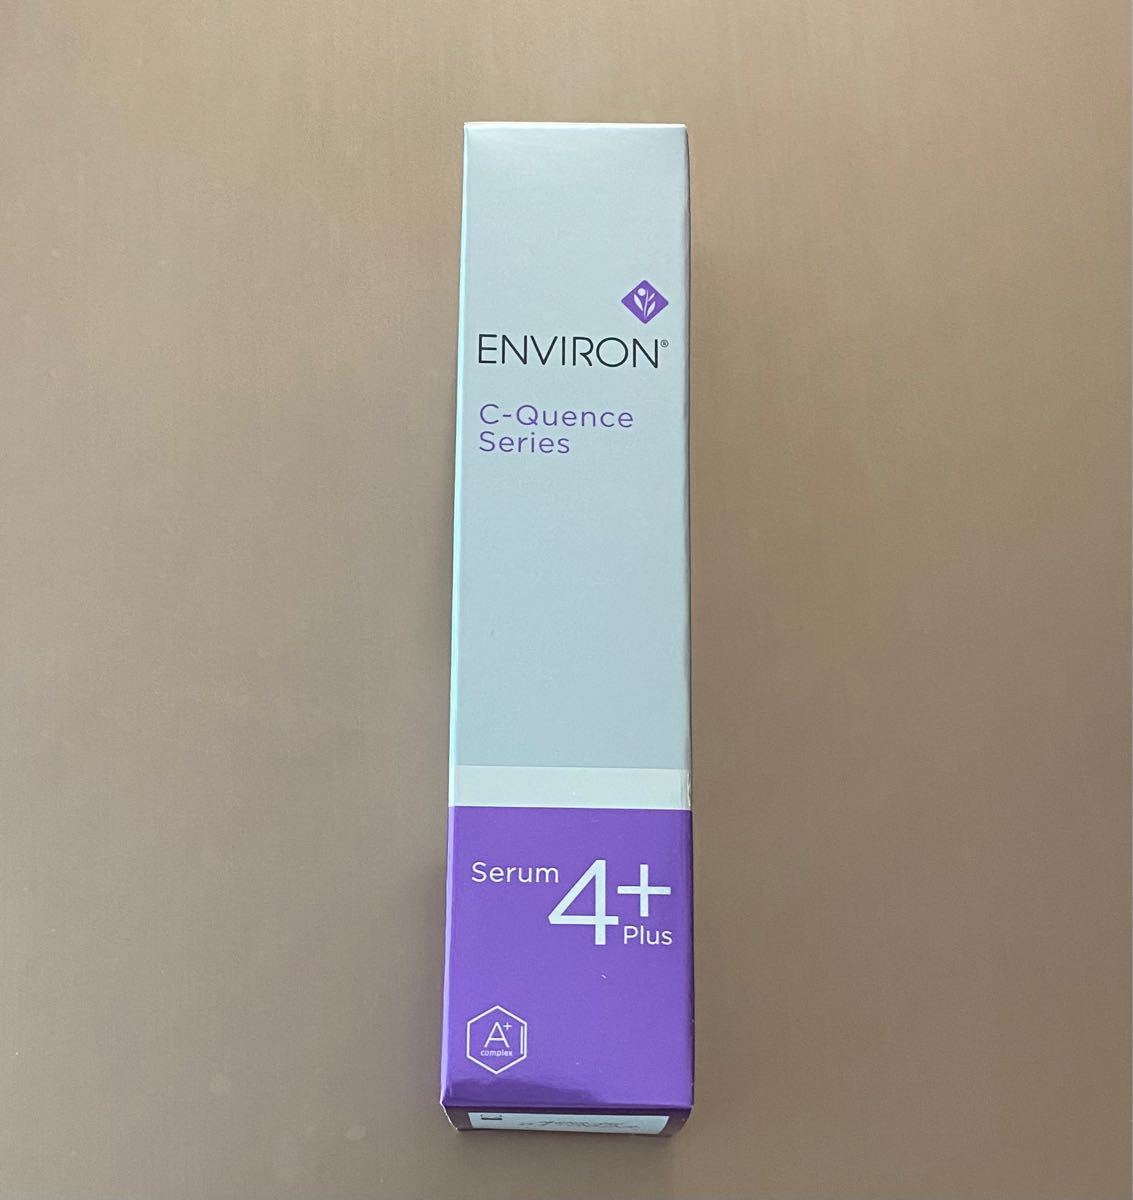 ENVIRON®
C-Quence
Series
Serum 4+
Plus
A+
complex